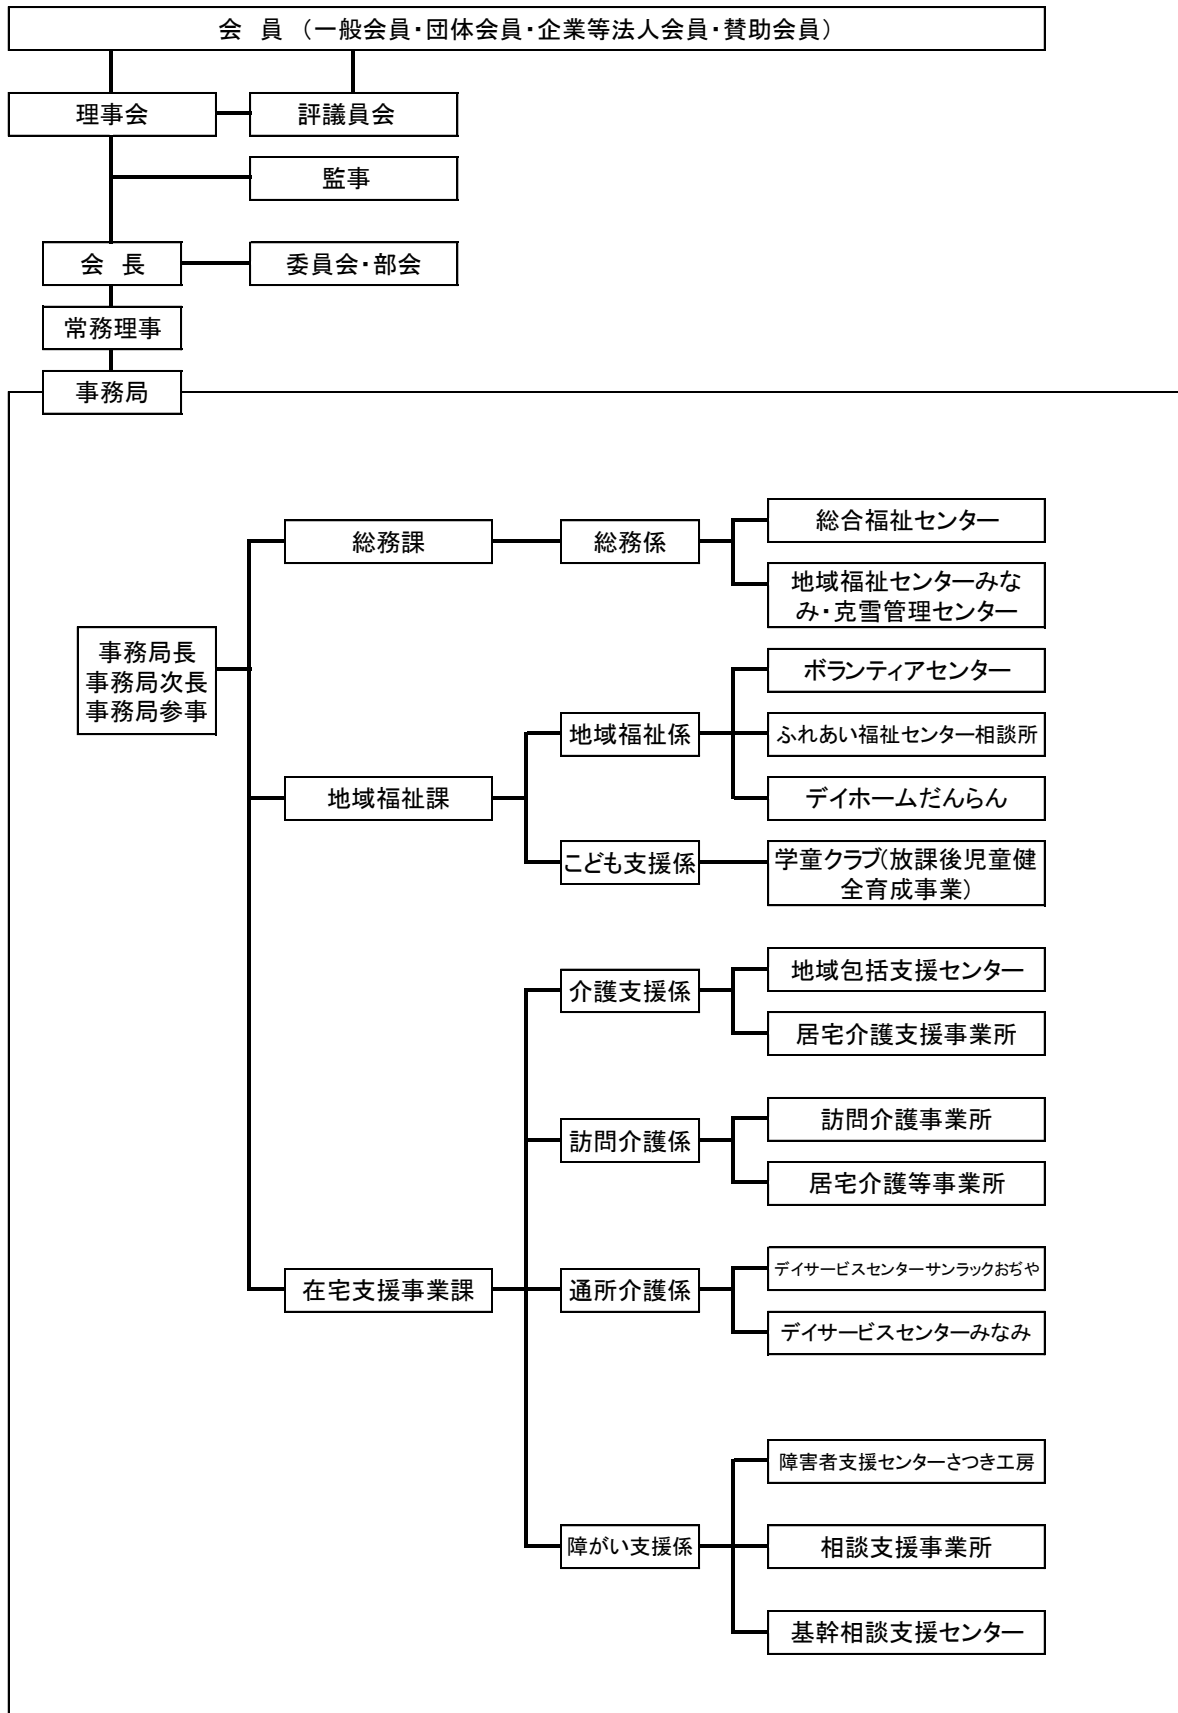 会　員　（一般会員・団体会員・企業等法人会員・賛助会員）
理事会
評議員会
監事
会　長
委員会・部会
常務理事
事務局
総務課
総務係
総合福祉センター
地域福祉センターみな
み・克雪管理センター
事務局長
事務局次長
事務局参事
ボランティアセンター
地域福祉係
ふれあい福祉センター相談所
地域福祉課
デイホームだんらん
こども支援係
学童クラブ(放課後児童健
全育成事業)
介護支援係
地域包括支援センター
居宅介護支援事業所
訪問介護係
訪問介護事業所
居宅介護等事業所
在宅支援事業課
通所介護係
デイサービスセンターサンラックおぢや
デイサービスセンターみなみ
障害者支援センターさつき工房
障がい支援係
相談支援事業所
基幹相談支援センター